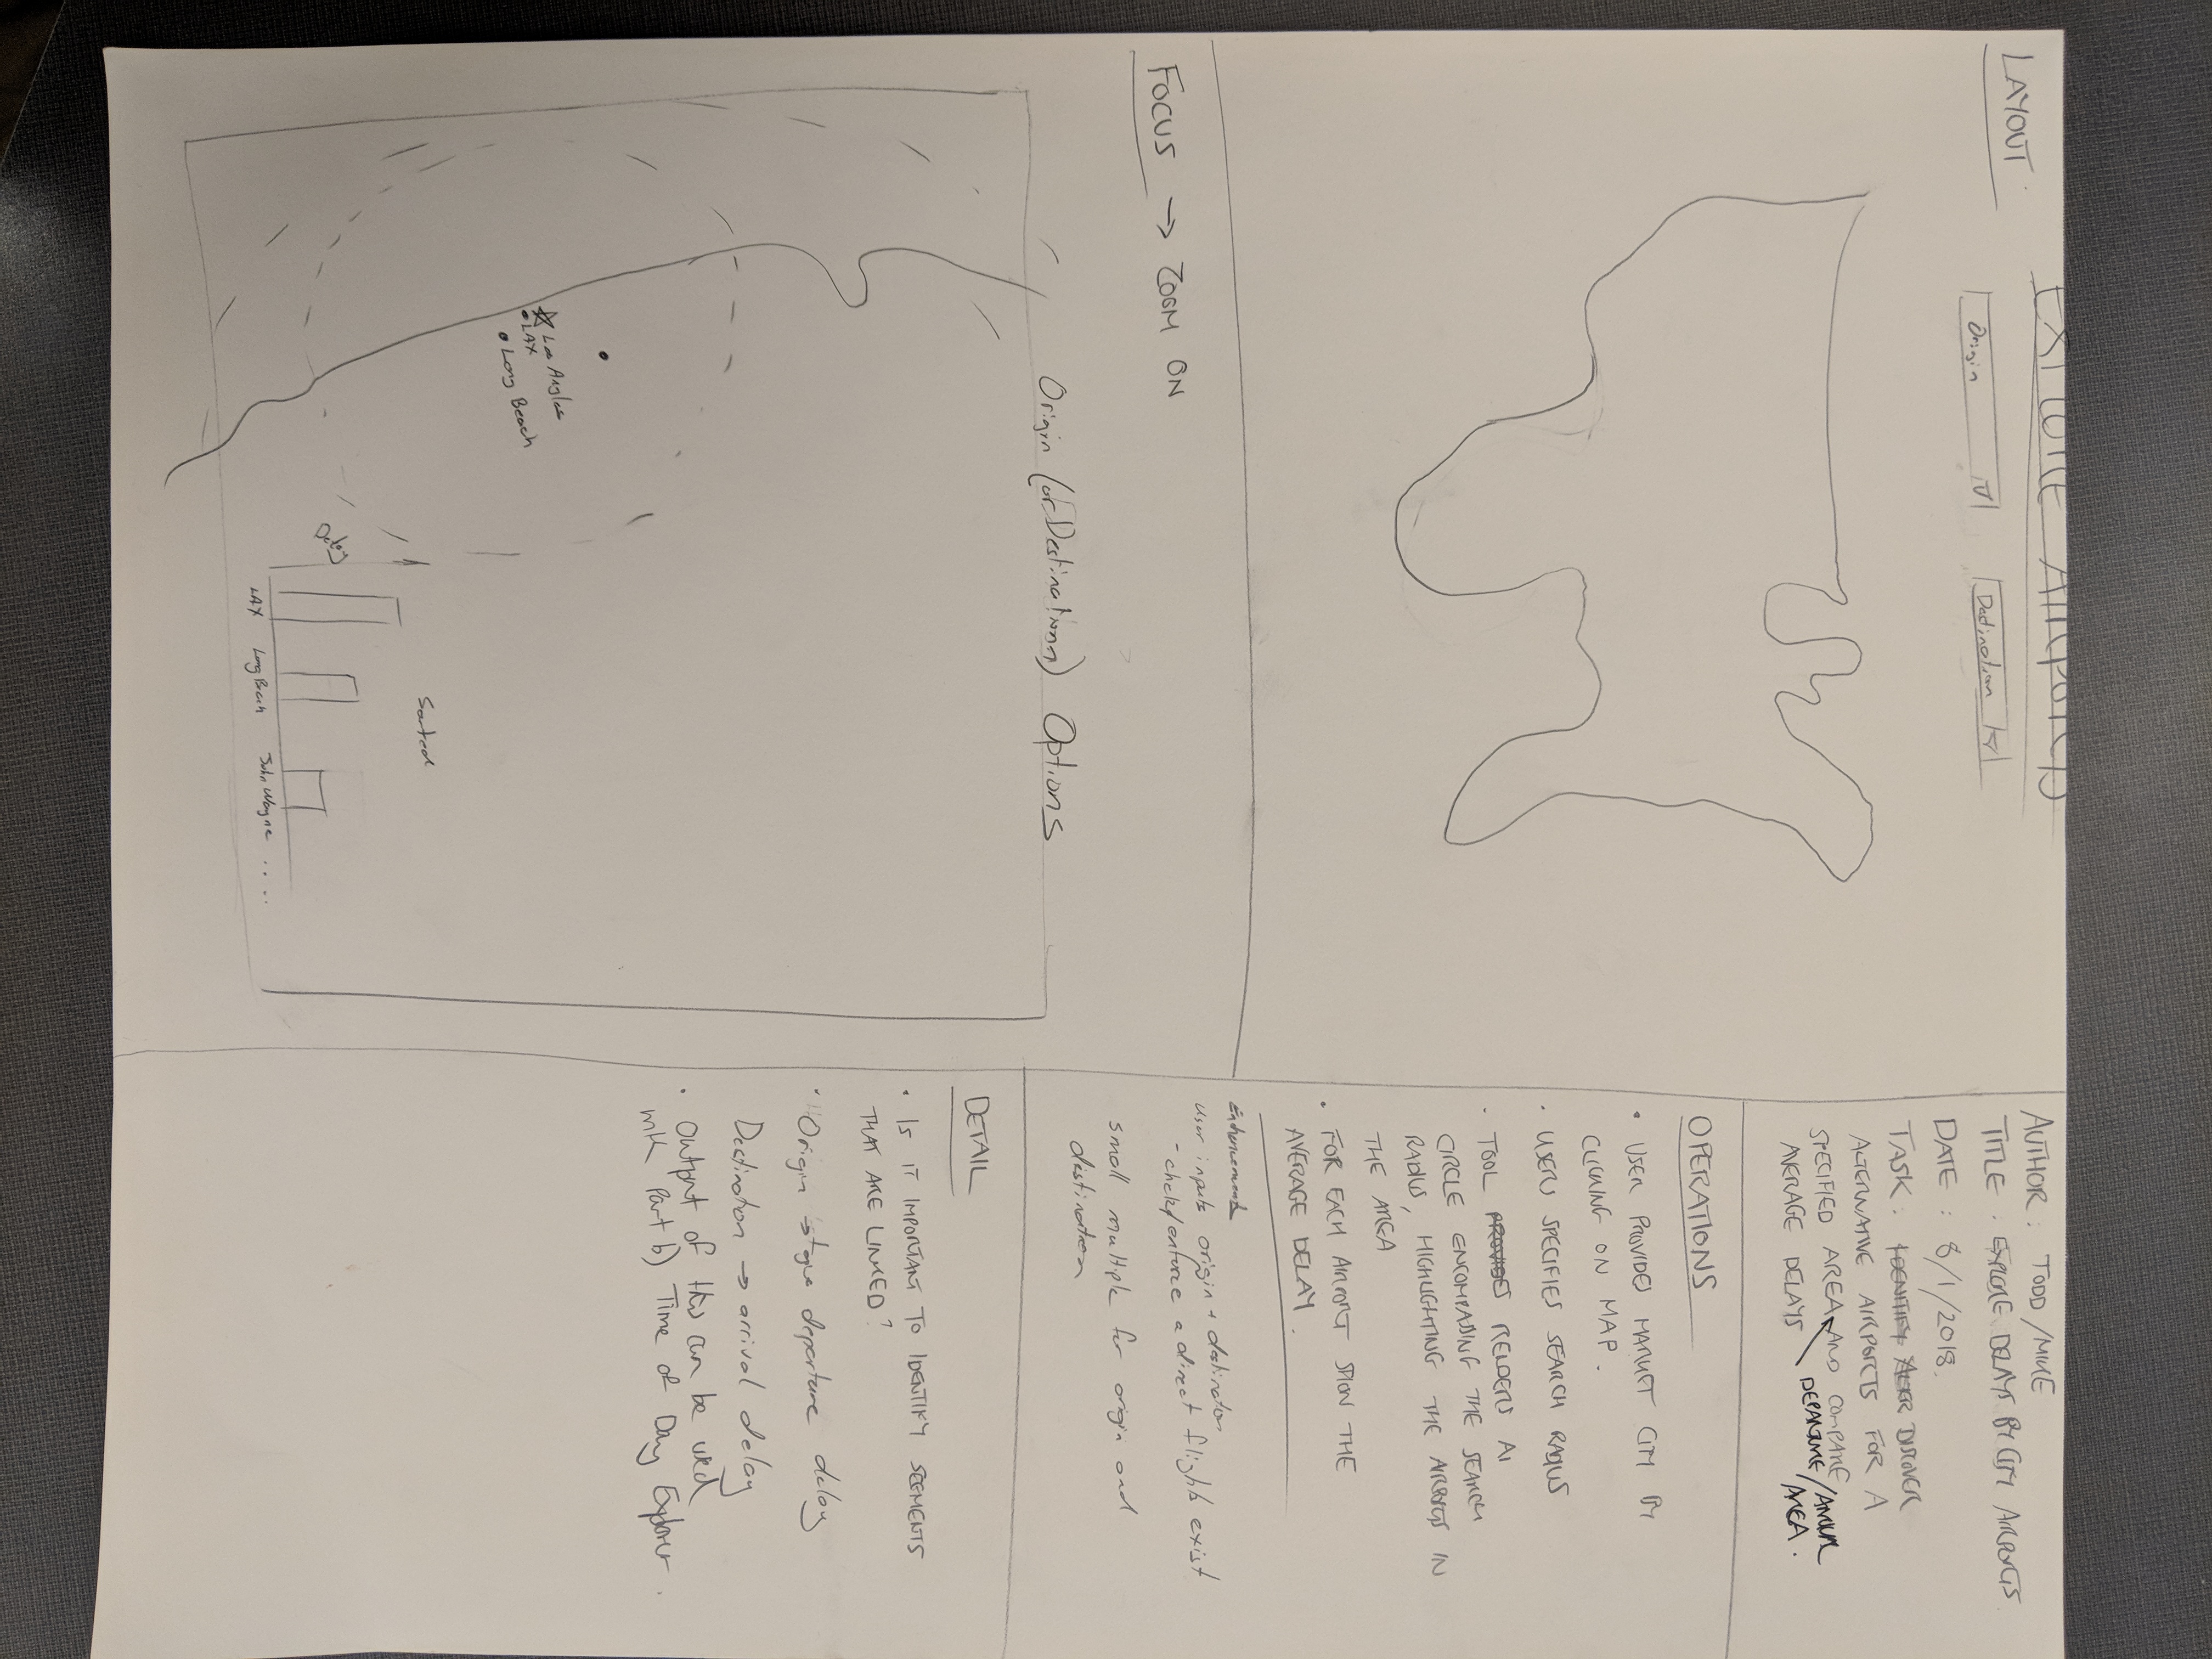 EXPLORE AIRPORTS
LAYOUT
Origin
Destination
AUTHOR : TODD / MIKE
TITLE : EXPLORE DELAYS BY CITY AIRPORTS
DATE : 8/1/2018.
TASK : IDENTITFY ALTER DISCOVER
ALTERNATIVE AIRPORTS FOR A
SPECIFIED AREA AND COMPARE
DEPARTURE / ARRIVAL
AREA.
AVERAGE DELAYS
OPERATIONS
• USER PROVIDES MARKET CITY BY
CLICKING ON MAP.
• USERS SPECIFIES SEARCH RADIUS
• TOOL PROVIDES RENDERS A
CIRCLE ENCOMPASSING THE SEARCH
RADIUS, HIGHLIGHTING THE AIRPORTS IN
THE AREA
• FOR EACH AIRPORT SHOW THE
AVERAGE DELAY.
Enhancements
user inputs origin + destination
- check/enforce a direct flights exist
small multiple for origin and
destination
FOCUS → ZOOM ON
Origin (or Destination) Options
Los Angles
LAX
Long Beach
Sorted
Delay
LAX Long Beach John Wayne ....
DETAIL
• IS IT IMPORTANT TO IDENTIFY SEGMENTS
THAT ARE LINKED?
• Origin → departure delay
Destination → arrival delay
• Output of this can be used
Part b) Time of Day Explorer.